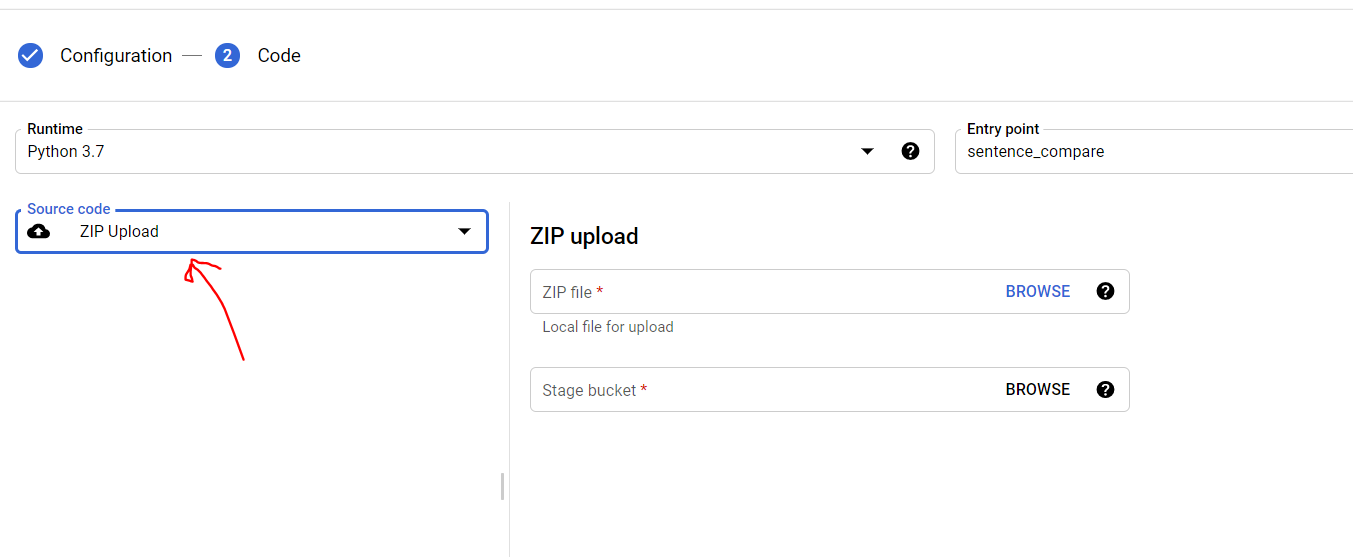 Configuration — 2 Code
Runtime Entry point
Python 3.7 ? sentence_compare
Source code
ZIP Upload
ZIP upload
ZIP file * BROWSE ?
Local file for upload
Stage bucket * BROWSE ?